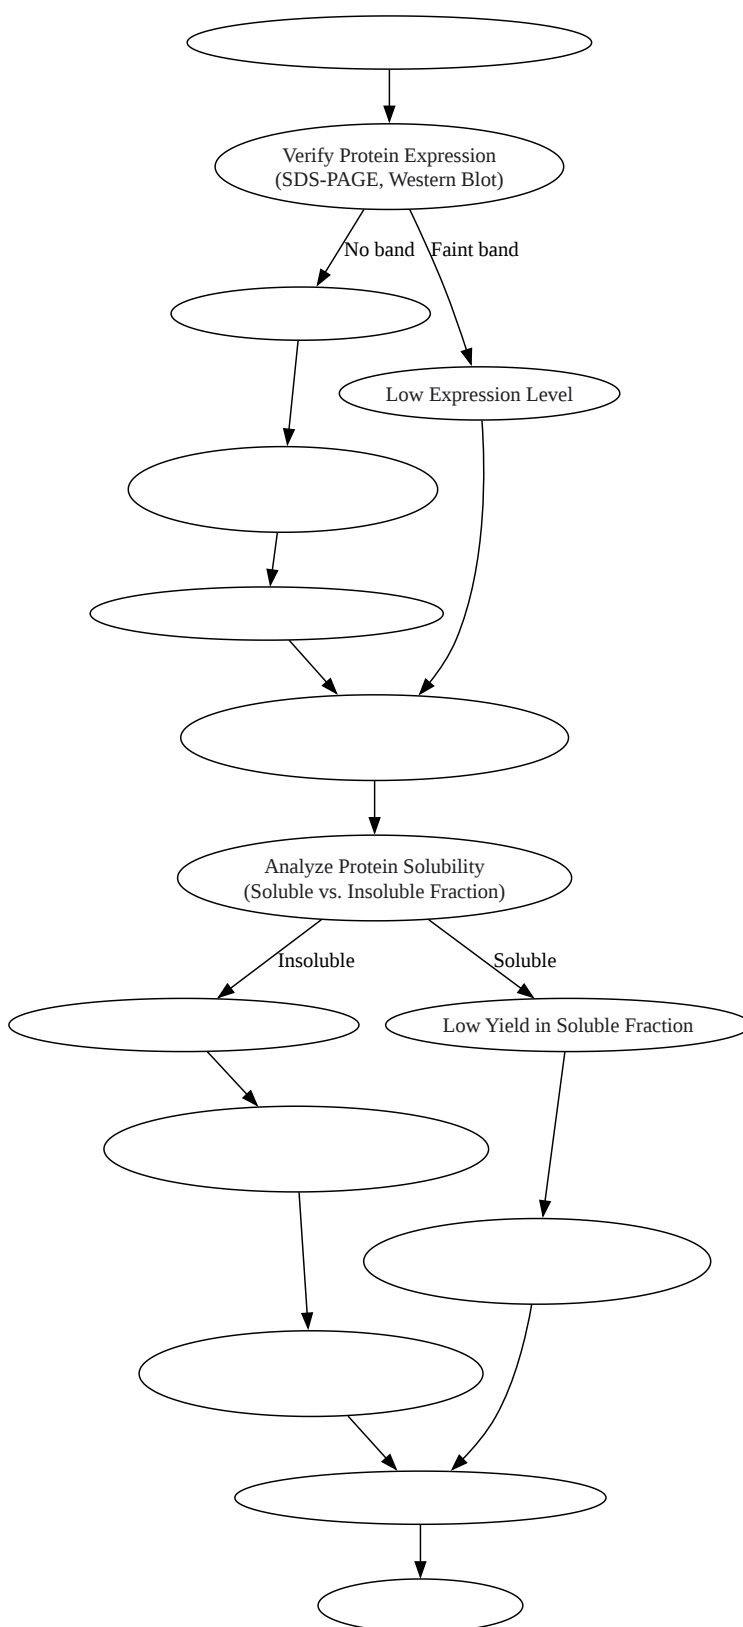 Verify Protein Expression
(SDS-PAGE, Western Blot)
No band
Faint band
Low Expression Level
Analyze Protein Solubility
(Soluble vs. Insoluble Fraction)
Insoluble
Soluble
Low Yield in Soluble Fraction